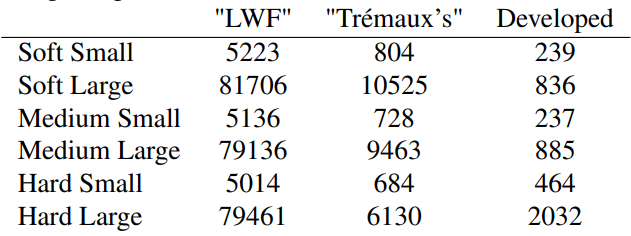 "LWF" "Trémaux’s" Developed
Soft Small 5223 804 239
Soft Large 81706 10525 836
Medium Small 5136 728 237
Medium Large 79136 9463 885
Hard Small 5014 684 464
Hard Large 79461 6130 2032